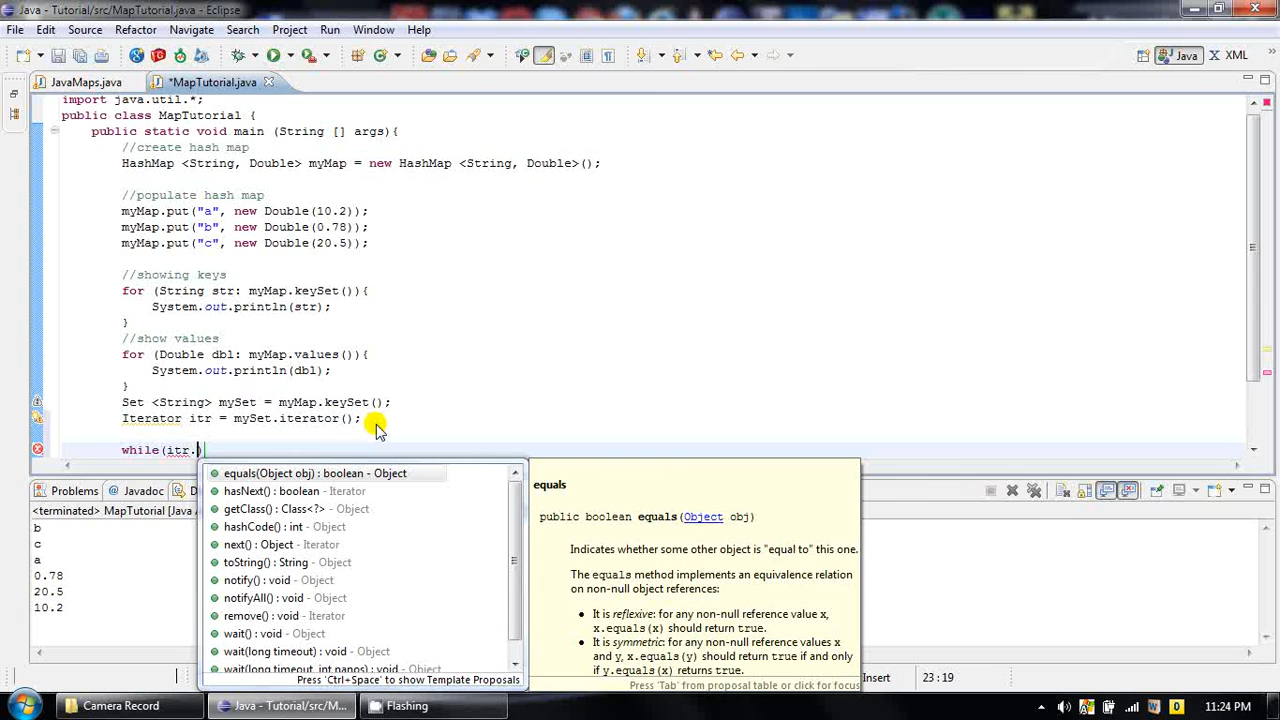 Java - Tutorial/src/MapTutorial.java - Eclipse
File Edit Source Refactor Navigate Search Project Run Window Help
Java XML
JavaMaps.java *MapTutorial.java
import java.util.*;
public class MapTutorial {
public static void main (String [] args){
//create hash map
HashMap <String, Double> myMap = new HashMap <String, Double>();
//populate hash map
myMap.put("a", new Double(10.2));
myMap.put("b", new Double(0.78));
myMap.put("c", new Double(20.5));
//showing keys
for (String str: myMap.keySet()){
System.out.println(str);
}
//show values
for (Double dbl: myMap.values()){
System.out.println(dbl);
}
Set <String> mySet = myMap.keySet();
Iterator itr = mySet.iterator();
while(itr.)
equals(Object obj) : boolean - Object
hasNext() : boolean - Iterator
getClass() : Class<?> - Object
hashCode() : int - Object
next() : Object - Iterator
toString() : String - Object
notify() : void - Object
notifyAll() : void - Object
remove() : void - Iterator
wait() : void - Object
wait(long timeout) : void - Object
wait(long timeout, int nanos) : void - Object
Press 'Ctrl+Space' to show Template Proposals
equals
public boolean equals(Object obj)
Indicates whether some other object is "equal to" this one.
The equals method implements an equivalence relation
on non-null object references:
• It is reflexive: for any non-null reference value x,
x.equals(x) should return true.
• It is symmetric: for any non-null reference values x
and y, x.equals(y) should return true if and only
if y.equals(x) returns true.
Press 'Tab' from proposal table or click for focus
Problems Javadoc D
<terminated> MapTutorial [Java A
b
c
a
0.78
20.5
10.2
Insert 23 : 19
Camera Record Java - Tutorial/src/M... Flashing 11:24 PM